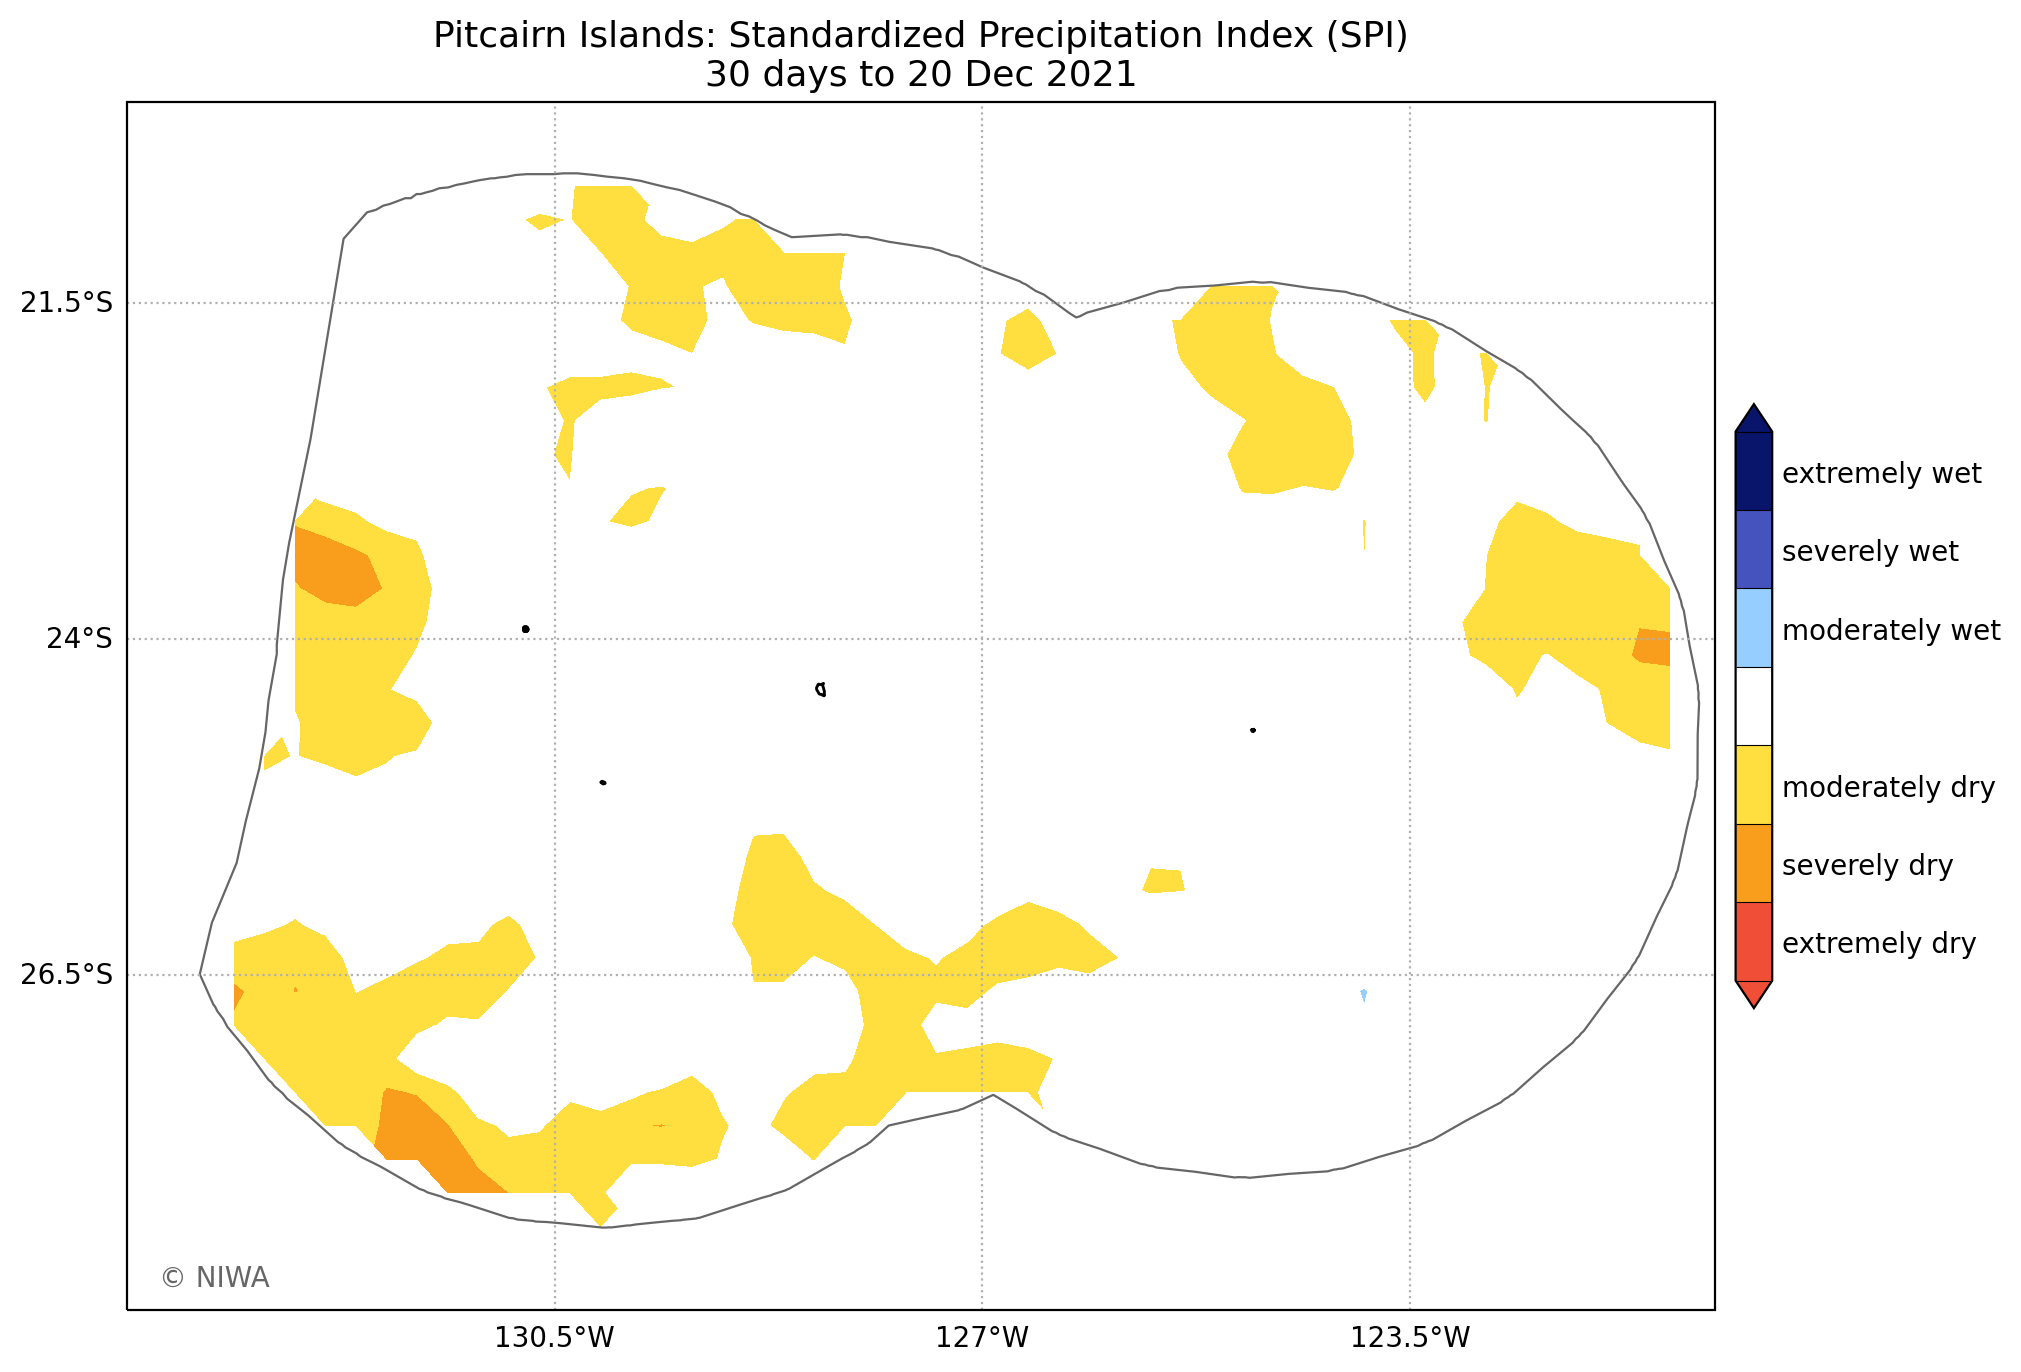 Pitcairn Islands: Standardized Precipitation Index (SPI)
30 days to 20 Dec 2021
21.5°S
24°S
26.5°S
130.5°W
127°W
123.5°W
extremely wet
severely wet
moderately wet
moderately dry
severely dry
extremely dry
© NIWA